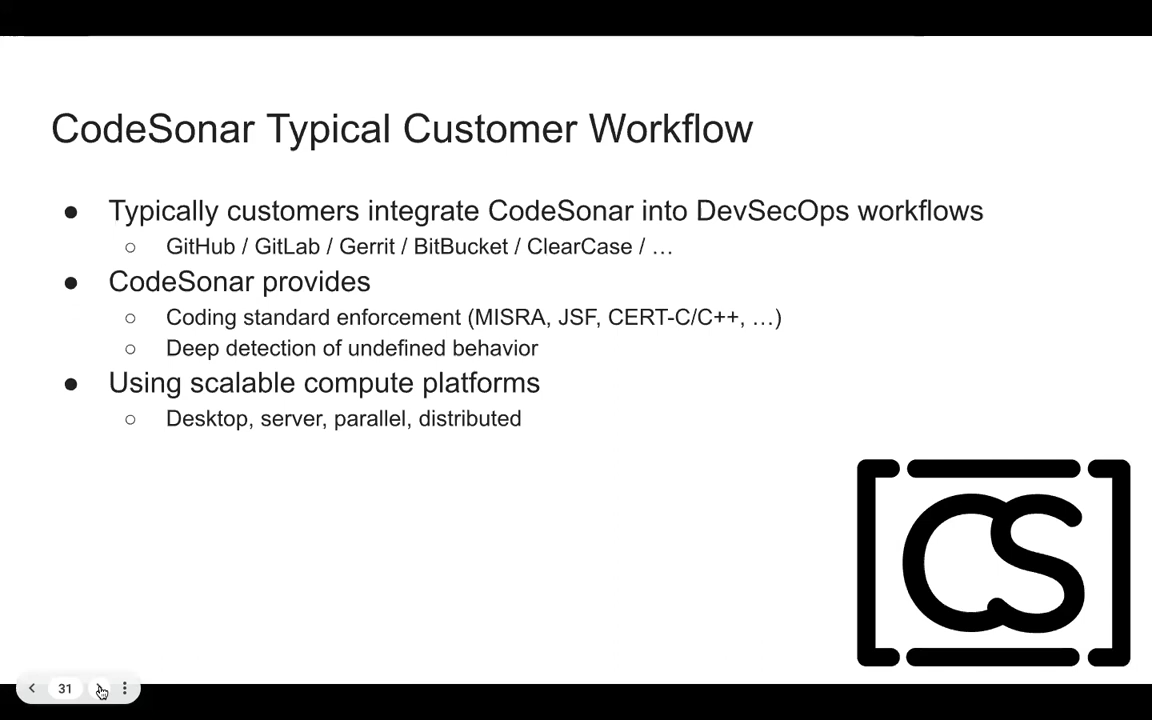 CodeSonar Typical Customer Workflow
● Typically customers integrate CodeSonar into DevSecOps workflows
○ GitHub / GitLab / Gerrit / BitBucket / ClearCase / …
● CodeSonar provides
○ Coding standard enforcement (MISRA, JSF, CERT-C/C++, …)
○ Deep detection of undefined behavior
● Using scalable compute platforms
○ Desktop, server, parallel, distributed
CS
31